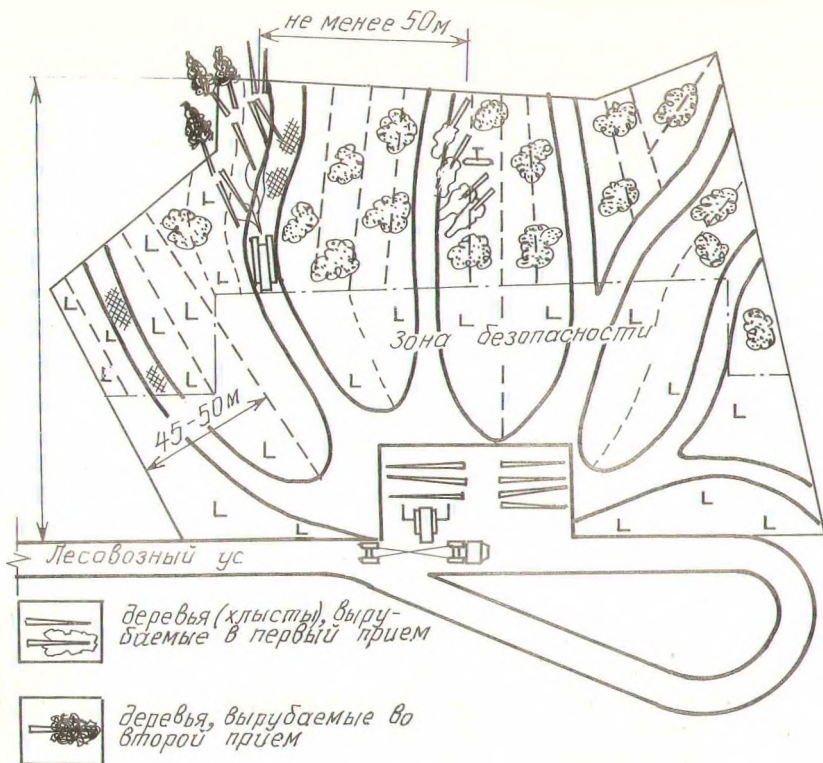 не менее 50м
Зона безопасности
45-50м
Лесовозный ус
деревья (хлысты), выру-
баемые в первый прием
деревья, вырубаемые во
второй прием